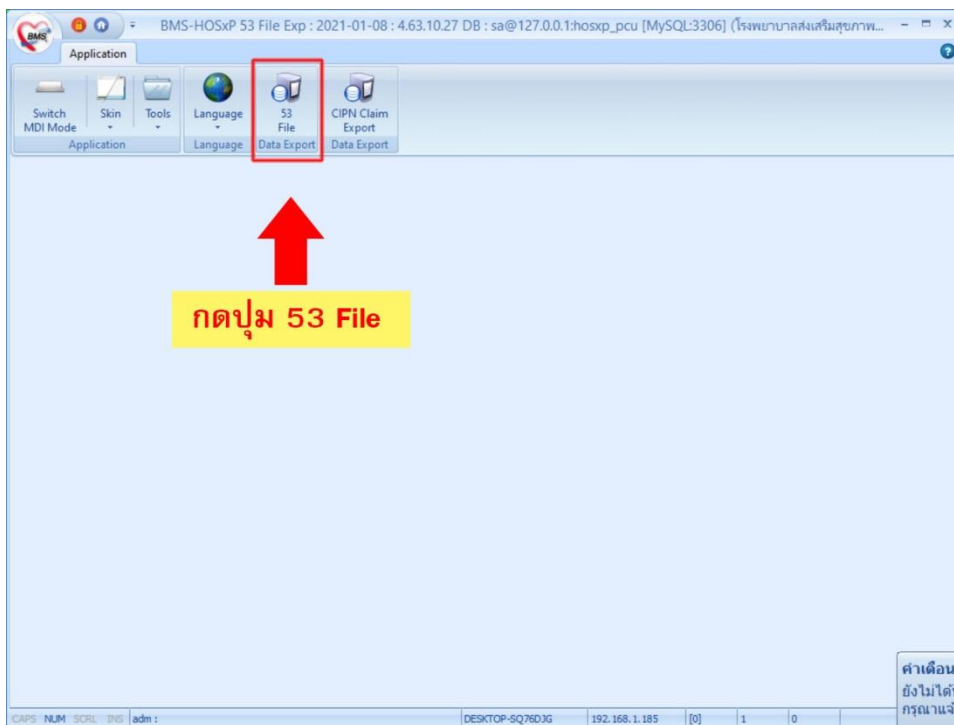 BMS
BMS-HOSxP 53 File Exp : 2021-01-08 : 4.63.10.27 DB : sa@127.0.0.1:hosxp_pcu [MySQL:3306] (โรงพยาบาลส่งเสริมสุขภาพ...
Application
Switch MDI Mode
Skin
Tools
Language
53 File
CIPN Claim Export
Application
Language
Data Export
Data Export
กดปุ่ม 53 File
คำเตือน
ยังไม่ได้
กรุณาแจ้
CAPS NUM SCRL INS adm : DESKTOP-SQ76DJG 192.168.1.185 [0] 1 0